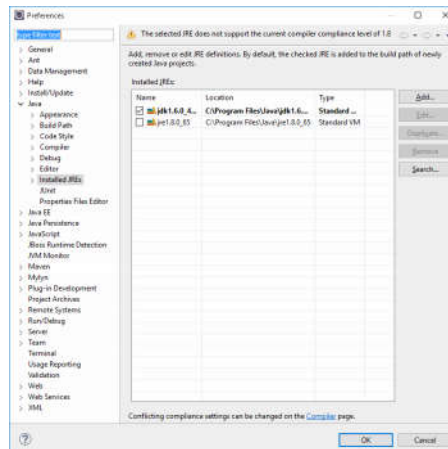 Preferences
type filter text
General
Ant
Data Management
Help
Install/Update
Java
Appearance
Build Path
Code Style
Compiler
Debug
Editor
Installed JREs
JUnit
Properties Files Editor
Java EE
Java Persistence
JavaScript
JBoss Runtime Detection
JVM Monitor
Maven
Mylyn
Plug-in Development
Project Archives
Remote Systems
Run/Debug
Server
Team
Terminal
Usage Reporting
Validation
Web
Web Services
XML
The selected JRE does not support the current compiler compliance level of 1.8
Add, remove or edit JRE definitions. By default, the checked JRE is added to the build path of newly
created Java projects.
Installed JREs:
Name Location Type
jdk1.6.0_4... C:\Program Files\Java\jdk1.6.... Standard ...
jre1.8.0_65 C:\Program Files\Java\jre1.8.0_65 Standard VM
Add...
Edit...
Duplicate...
Remove
Search...
Conflicting compliance settings can be changed on the Compiler page.
OK Cancel